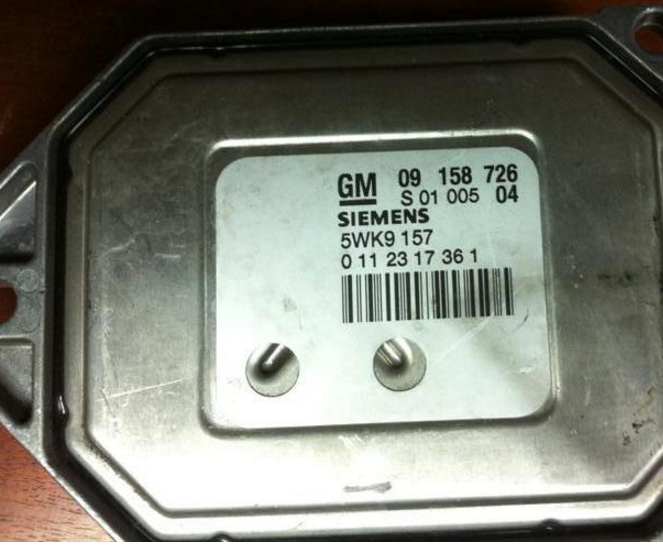 GM 09 158 726
S 01 005 04
SIEMENS
5WK9 157
0 11 23 17 36 1